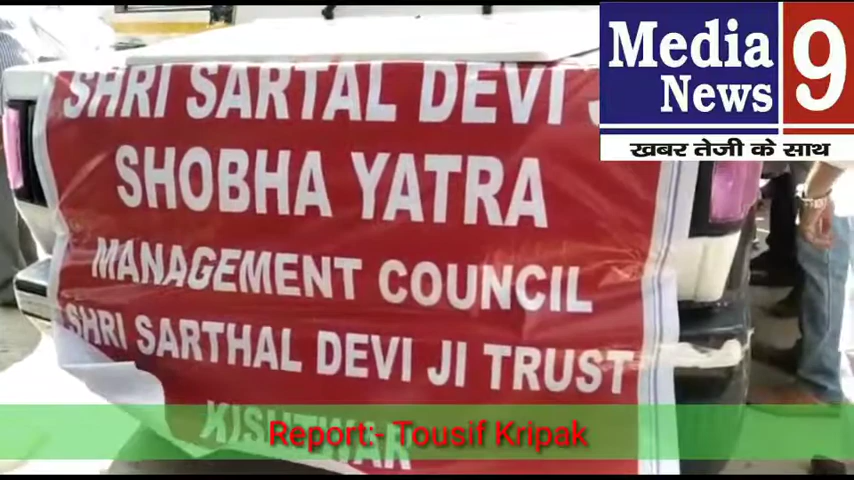 SHRI SARTAL DEVI J
SHOBHA YATRA
MANAGEMENT COUNCIL
SHRI SARTHAL DEVI JI TRUST
KISHTWAR
Media
News 9
खबर तेजी के साथ
Report:- Tousif Kripak